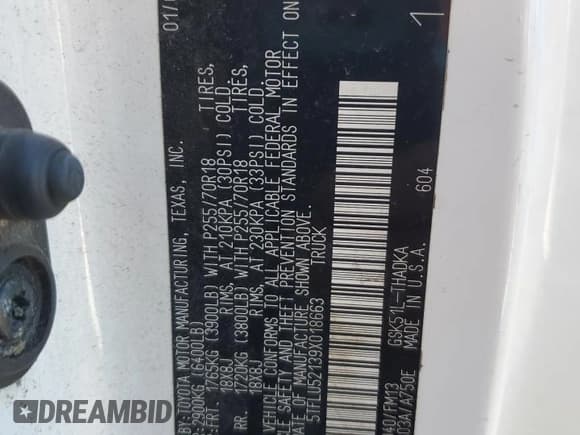 01/
BY:TOYOTA MOTOR MANUFACTURING, TEXAS, INC.
:2900KG (6400LB)
FR. 1765KG (3900LB) WITH P255/70R18 TIRES,
18X8J RIMS, AT 210KPA (30PSI) COLD.
RR. 1720KG (3800LB) WITH P255/70R18 TIRES,
18X8J RIMS, AT 230KPA (33PSI) COLD.
VEHICLE CONFORMS TO ALL APPLICABLE FEDERAL MOTOR
SAFETY AND THEFT PREVENTION STANDARDS IN EFFECT ON
DATE OF MANUFACTURE SHOWN ABOVE.
5TFLU52139X018663 TRUCK
040/FM13 GSK51L-THADKA
03A/A750E MADE IN U.S.A. 604
1
DREAMBID